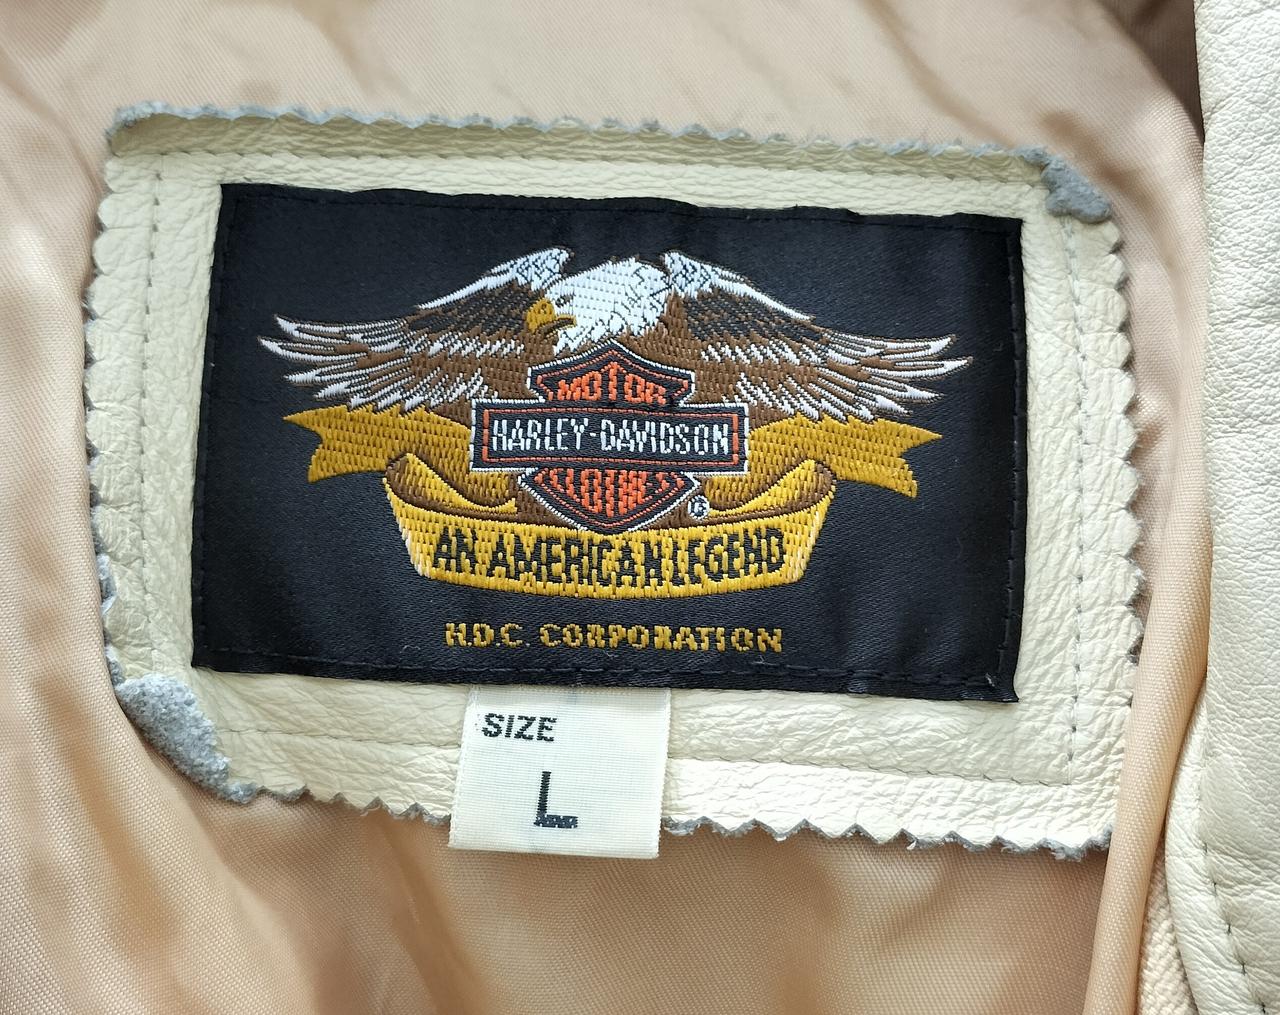 MOTOR
HARLEY-DAVIDSON
CLOTHES
®
AN AMERICAN LEGEND
H.D.C. CORPORATION
SIZE
L